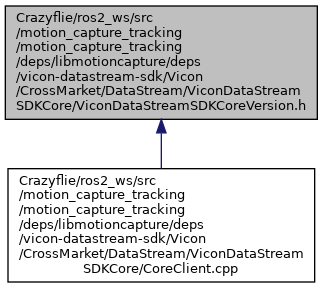 Crazyflie/ros2_ws/src
/motion_capture_tracking
/motion_capture_tracking
/deps/libmotioncapture/deps
/vicon-datastream-sdk/Vicon
/CrossMarket/DataStream/ViconDataStream
SDKCore/ViconDataStreamSDKCoreVersion.h
Crazyflie/ros2_ws/src
/motion_capture_tracking
/motion_capture_tracking
/deps/libmotioncapture/deps
/vicon-datastream-sdk/Vicon
/CrossMarket/DataStream/ViconDataStream
SDKCore/CoreClient.cpp